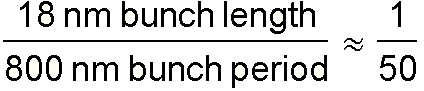 18 nm bunch length
800 nm bunch period
≈
1
50